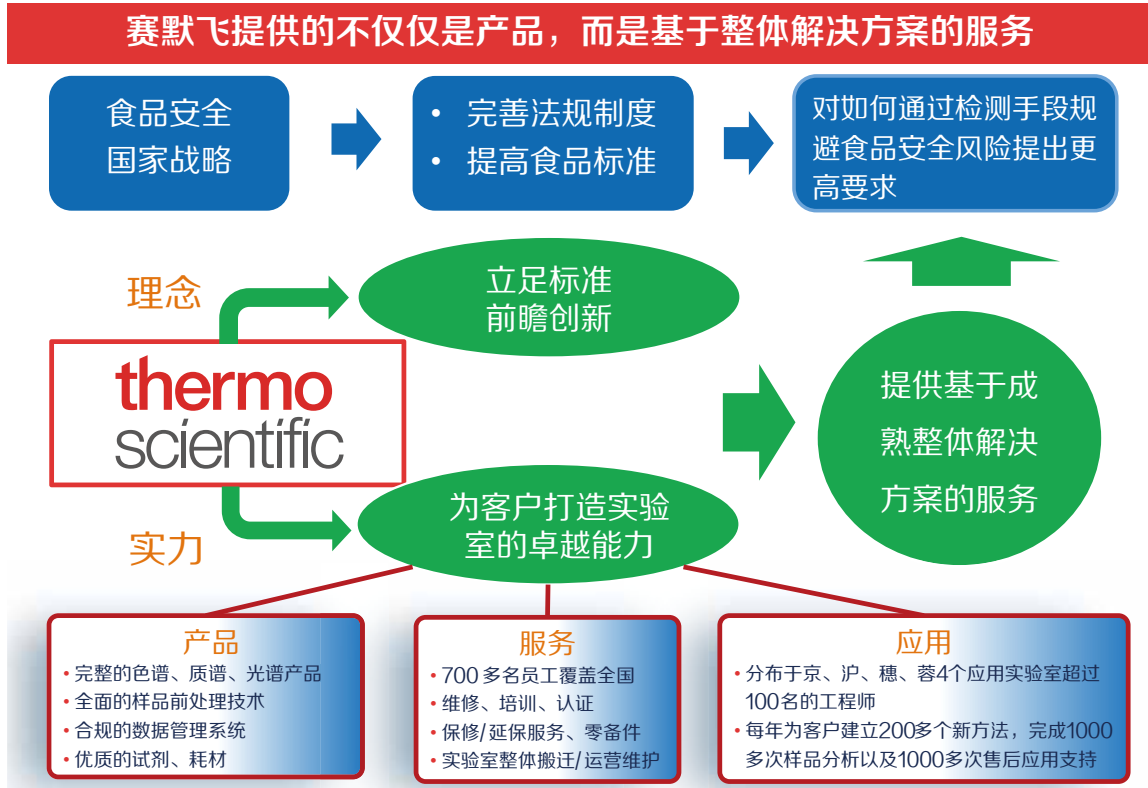 赛默飞提供的不仅仅是产品，而是基于整体解决方案的服务
食品安全
国家战略
• 完善法规制度
• 提高食品标准
对如何通过检测手段规
避食品安全风险提出更
高要求
理念
立足标准
前瞻创新
thermo
scientific
提供基于成
熟整体解决
方案的服务
实力
为客户打造实验
室的卓越能力
产品
• 完整的色谱、质谱、光谱产品
• 全面的样品前处理技术
• 合规的数据管理系统
• 优质的试剂、耗材
服务
• 700多名员工覆盖全国
• 维修、培训、认证
• 保修/延保服务、零备件
• 实验室整体搬迁/运营维护
应用
• 分布于京、沪、穗、蓉4个应用实验室超过
100名的工程师
• 每年为客户建立200多个新方法，完成1000
多次样品分析以及1000多次售后应用支持